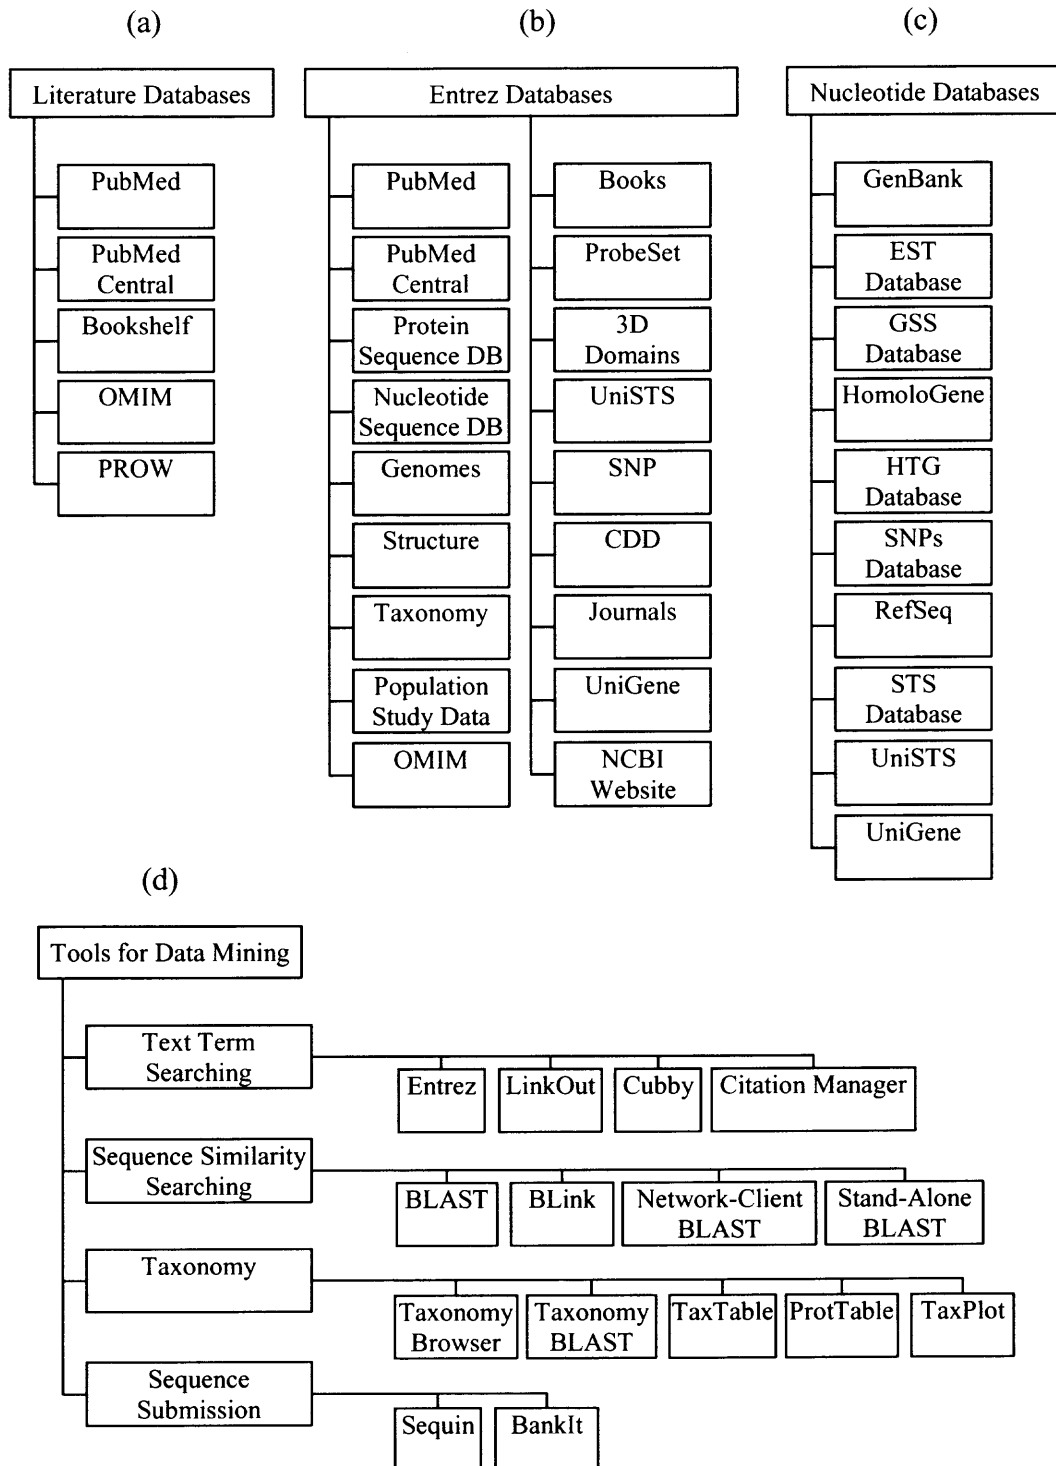 (a)
(b)
(c)
Literature Databases
Entrez Databases
Nucleotide Databases
PubMed
PubMed
Central
Bookshelf
OMIM
PROW
PubMed
PubMed
Central
Protein
Sequence DB
Nucleotide
Sequence DB
Genomes
Structure
Taxonomy
Population
Study Data
OMIM
Books
ProbeSet
3D
Domains
UniSTS
SNP
CDD
Journals
UniGene
NCBI
Website
GenBank
EST
Database
GSS
Database
HomoloGene
HTG
Database
SNPs
Database
RefSeq
STS
Database
UniSTS
UniGene
(d)
Tools for Data Mining
Text Term
Searching
Entrez
LinkOut
Cubby
Citation Manager
Sequence Similarity
Searching
BLAST
BLink
Network-Client
BLAST
Stand-Alone
BLAST
Taxonomy
Taxonomy
Browser
Taxonomy
BLAST
TaxTable
ProtTable
TaxPlot
Sequence
Submission
Sequin
BankIt